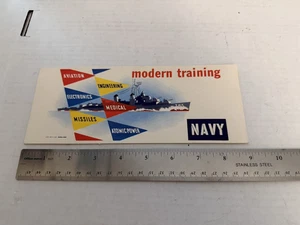 modern training
AVIATION
ENGINEERING
ELECTRONICS
MEDICAL
MISSILES
ATOMIC POWER
NAVY
1 2 3 4 5 6 7 8 9 10
STAINLESS STEEL